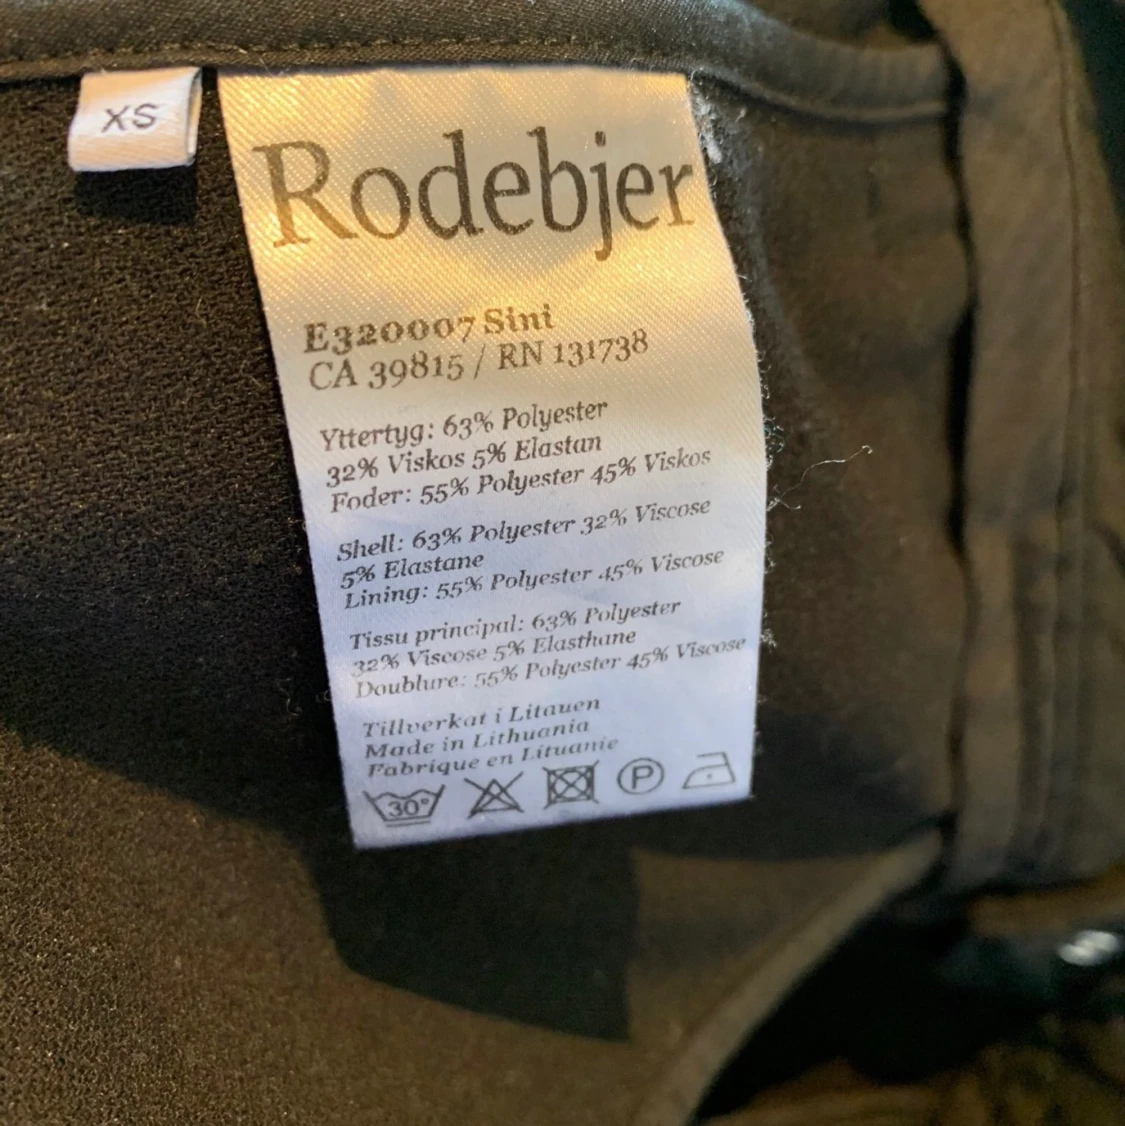 XS
Rodebjer
E320007 Sini
CA 39815 / RN 131738
Yttertyg: 63% Polyester
32% Viskos 5% Elastan
Foder: 55% Polyester 45% Viskos
Shell: 63% Polyester 32% Viscose
5% Elastane
Lining: 55% Polyester 45% Viscose
Tissu principal: 63% Polyester
32% Viscose 5% Elasthane
Doublure: 55% Polyester 45% Viscose
Tillverkat i Litauen
Made in Lithuania
Fabrique en Lituanie
30° P